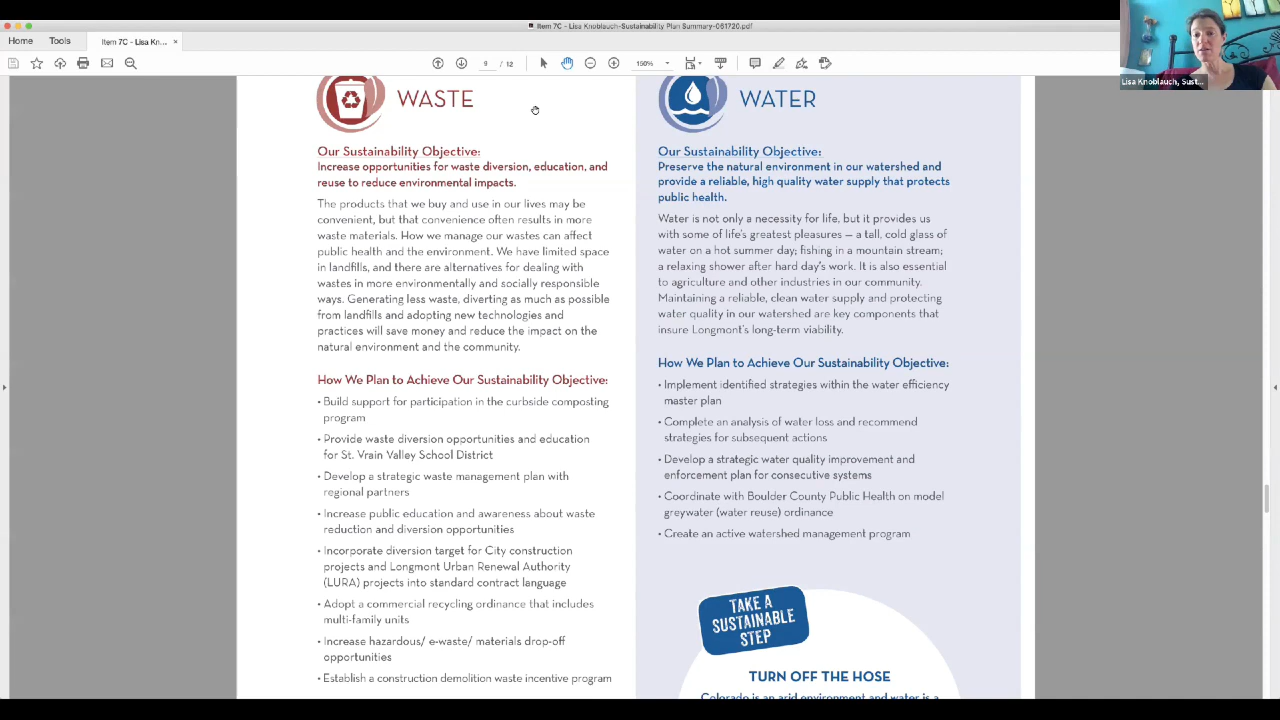 Item 7C - Lisa Knoblauch-Sustainability Plan Summary-061720.pdf
Home
Tools
Item 7C - Lisa Kn...
×
9 / 12
150%
Lisa Knoblauch, Sust...
WASTE
Our Sustainability Objective:
Increase opportunities for waste diversion, education, and
reuse to reduce environmental impacts.
The products that we buy and use in our lives may be
convenient, but that convenience often results in more
waste materials. How we manage our wastes can affect
public health and the environment. We have limited space
in landfills, and there are alternatives for dealing with
wastes in more environmentally and socially responsible
ways. Generating less waste, diverting as much as possible
from landfills and adopting new technologies and
practices will save money and reduce the impact on the
natural environment and the community.
How We Plan to Achieve Our Sustainability Objective:
• Build support for participation in the curbside composting
program
• Provide waste diversion opportunities and education
for St. Vrain Valley School District
• Develop a strategic waste management plan with
regional partners
• Increase public education and awareness about waste
reduction and diversion opportunities
• Incorporate diversion target for City construction
projects and Longmont Urban Renewal Authority
(LURA) projects into standard contract language
• Adopt a commercial recycling ordinance that includes
multi-family units
• Increase hazardous/ e-waste/ materials drop-off
opportunities
• Establish a construction demolition waste incentive program
WATER
Our Sustainability Objective:
Preserve the natural environment in our watershed and
provide a reliable, high quality water supply that protects
public health.
Water is not only a necessity for life, but it provides us
with some of life's greatest pleasures — a tall, cold glass of
water on a hot summer day; fishing in a mountain stream;
a relaxing shower after hard day's work. It is also essential
to agriculture and other industries in our community.
Maintaining a reliable, clean water supply and protecting
water quality in our watershed are key components that
insure Longmont's long-term viability.
How We Plan to Achieve Our Sustainability Objective:
• Implement identified strategies within the water efficiency
master plan
• Complete an analysis of water loss and recommend
strategies for subsequent actions
• Develop a strategic water quality improvement and
enforcement plan for consecutive systems
• Coordinate with Boulder County Public Health on model
greywater (water reuse) ordinance
• Create an active watershed management program
TAKE A
SUSTAINABLE
STEP
TURN OFF THE HOSE
Colorado is an arid environment and water is a